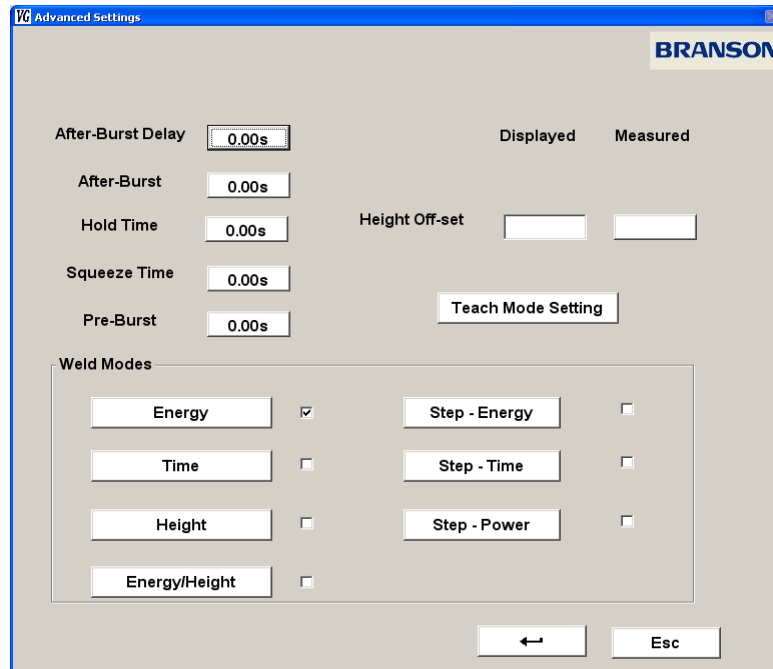 VG Advanced Settings
BRANSON
After-Burst Delay 0.00s
Displayed Measured
After-Burst 0.00s
Hold Time 0.00s
Height Off-set
Squeeze Time 0.00s
Teach Mode Setting
Pre-Burst 0.00s
Weld Modes
Energy Step - Energy
Time Step - Time
Height Step - Power
Energy/Height
Esc